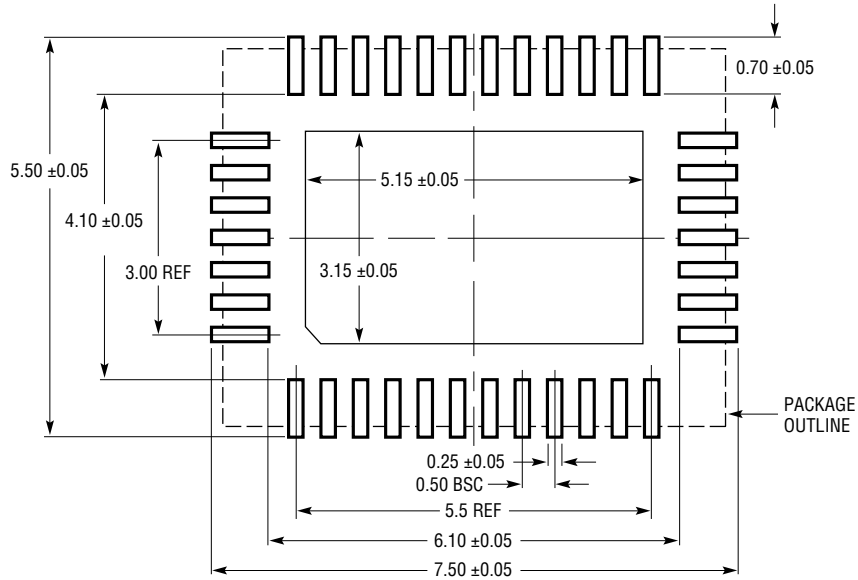 0.70 ±0.05
5.50 ±0.05
5.15 ±0.05
4.10 ±0.05
3.00 REF
3.15 ±0.05
PACKAGE
OUTLINE
0.25 ±0.05
0.50 BSC
5.5 REF
6.10 ±0.05
7.50 ±0.05